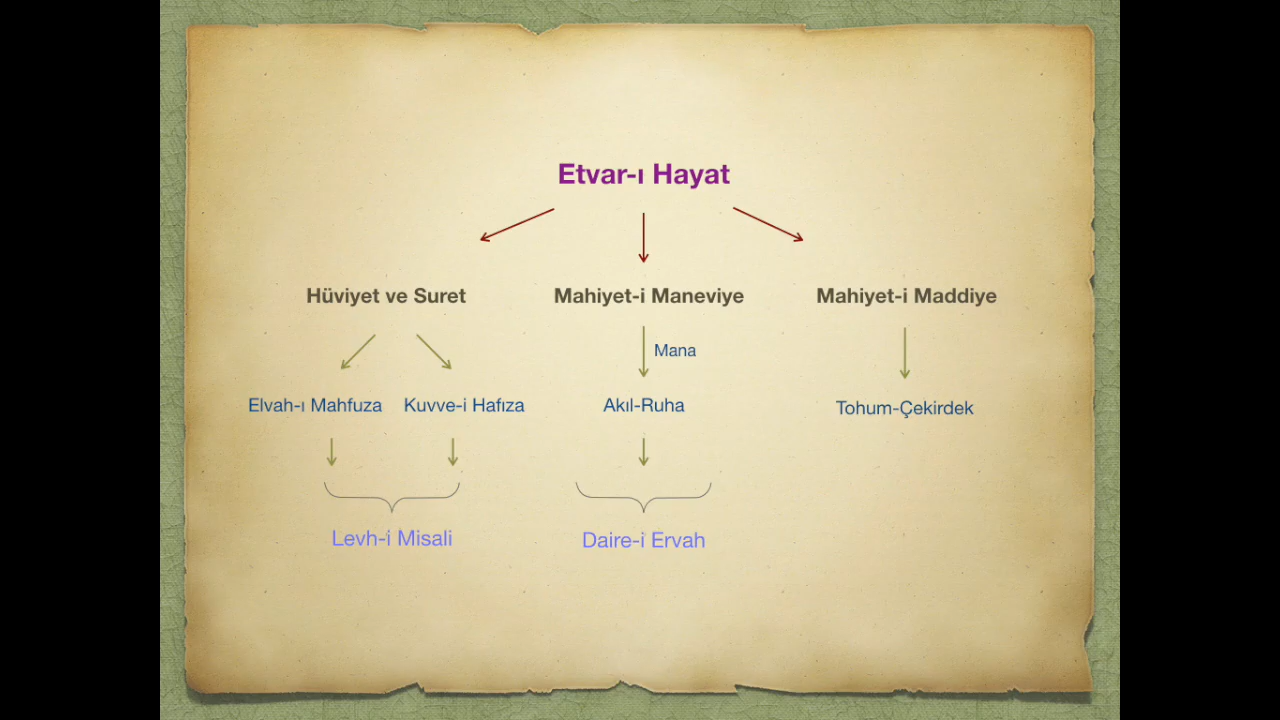 Etvar-ı Hayat
Hüviyet ve Suret
Mahiyet-i Maneviye
Mahiyet-i Maddiye
Mana
Elvah-ı Mahfuza
Kuvve-i Hafıza
Akıl-Ruha
Tohum-Çekirdek
Levh-i Misali
Daire-i Ervah